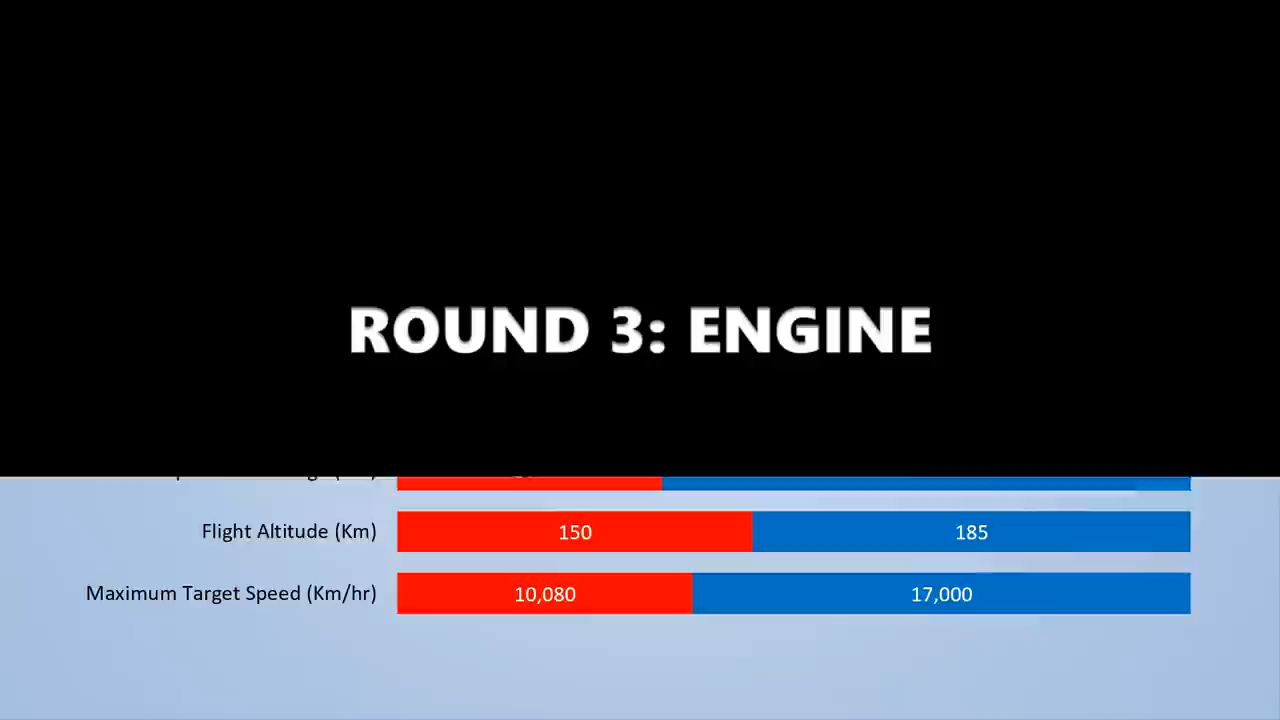 ROUND 3: ENGINE
Flight Altitude (Km) 150 185
Maximum Target Speed (Km/hr) 10,080 17,000